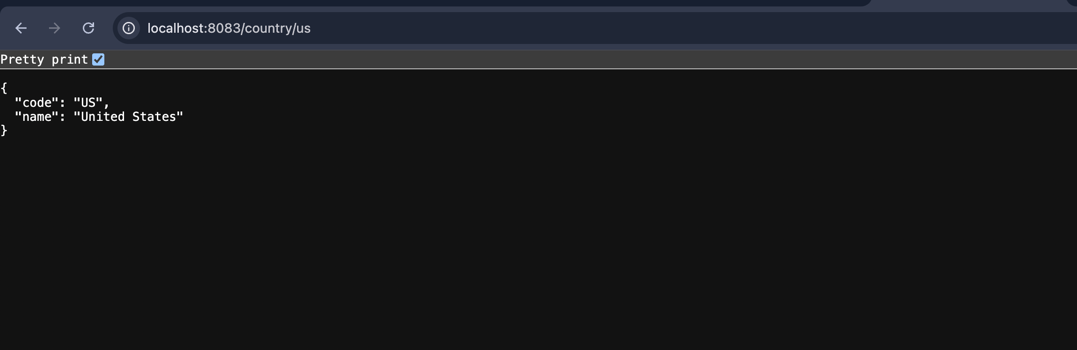 localhost:8083/country/us
Pretty print
{
  "code": "US",
  "name": "United States"
}